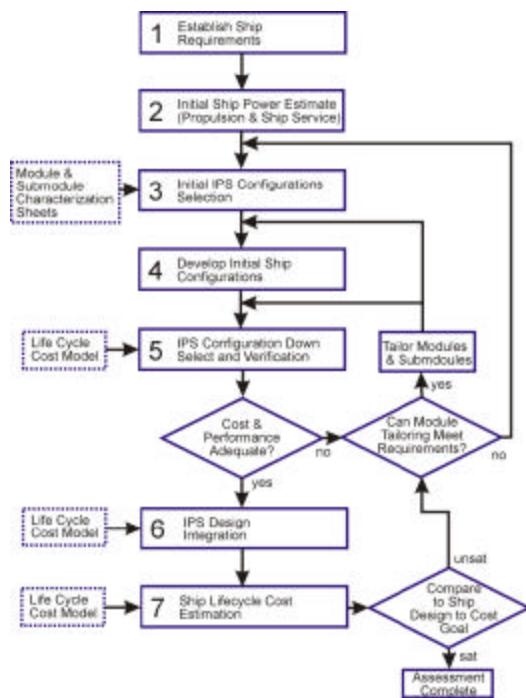 1 Establish Ship
Requirements
2 Initial Ship Power Estimate
(Propulsion & Ship Service)
Module &
Submodule
Characterization
Sheets
3 Initial IPS Configurations
Selection
4 Develop Initial Ship
Configurations
Life Cycle
Cost Model
5 IPS Configuration Down
Select and Verification
Tailor Modules
& Submdoules
yes
Cost &
Performance
Adequate?
no
Can Module
Tailoring Meet
Requirements?
no
yes
Life Cycle
Cost Model
6 IPS Design
Integration
unsat
Life Cycle
Cost Model
7 Ship Lifecycle Cost
Estimation
Compare
to Ship
Design to Cost
Goal
sat
Assessment
Complete